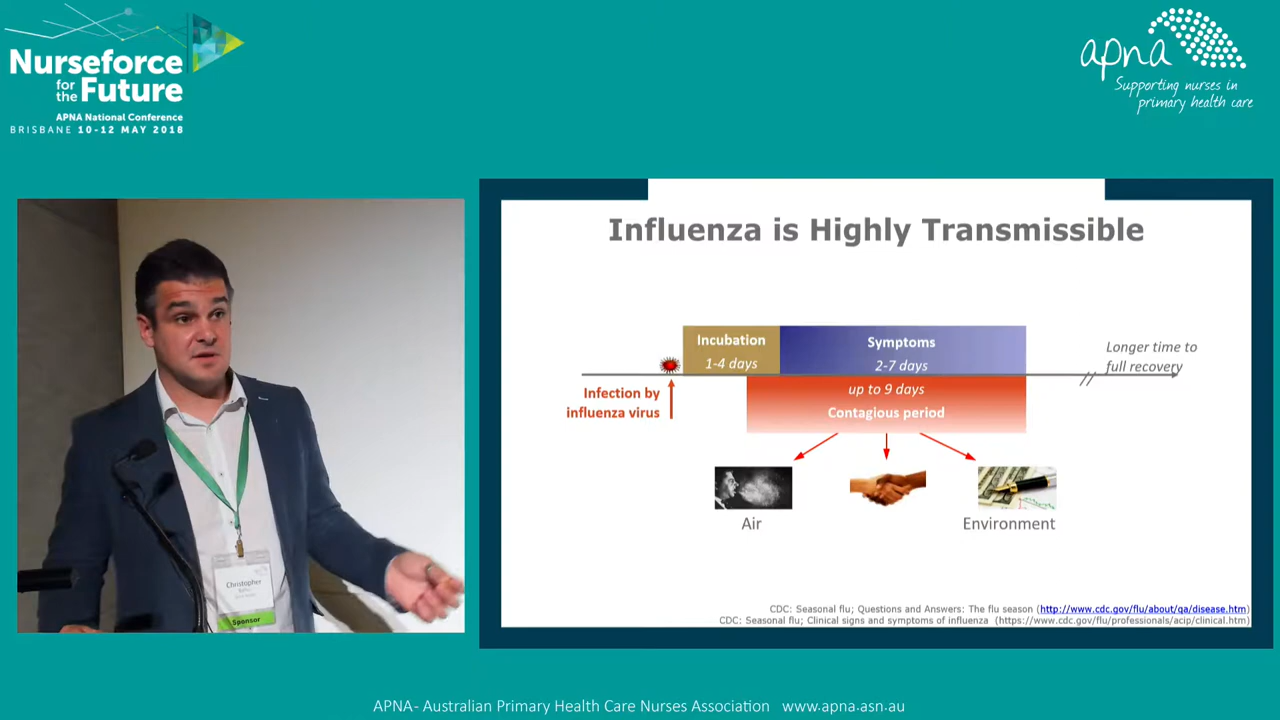 Nurseforce
for the
Future
APNA National Conference
BRISBANE 10-12 MAY 2018
apna
Supporting nurses in
primary health care
Christopher
Sponsor
Influenza is Highly Transmissible
Incubation
1-4 days
Symptoms
2-7 days
Longer time to
full recovery
Infection by
influenza virus
up to 9 days
Contagious period
Air
Environment
CDC: Seasonal flu; Questions and Answers: The flu season (http://www.cdc.gov/flu/about/qa/disease.htm)
CDC: Seasonal flu; Clinical signs and symptoms of influenza (https://www.cdc.gov/flu/professionals/acip/clinical.htm)
APNA- Australian Primary Health Care Nurses Association www.apna.asn.au